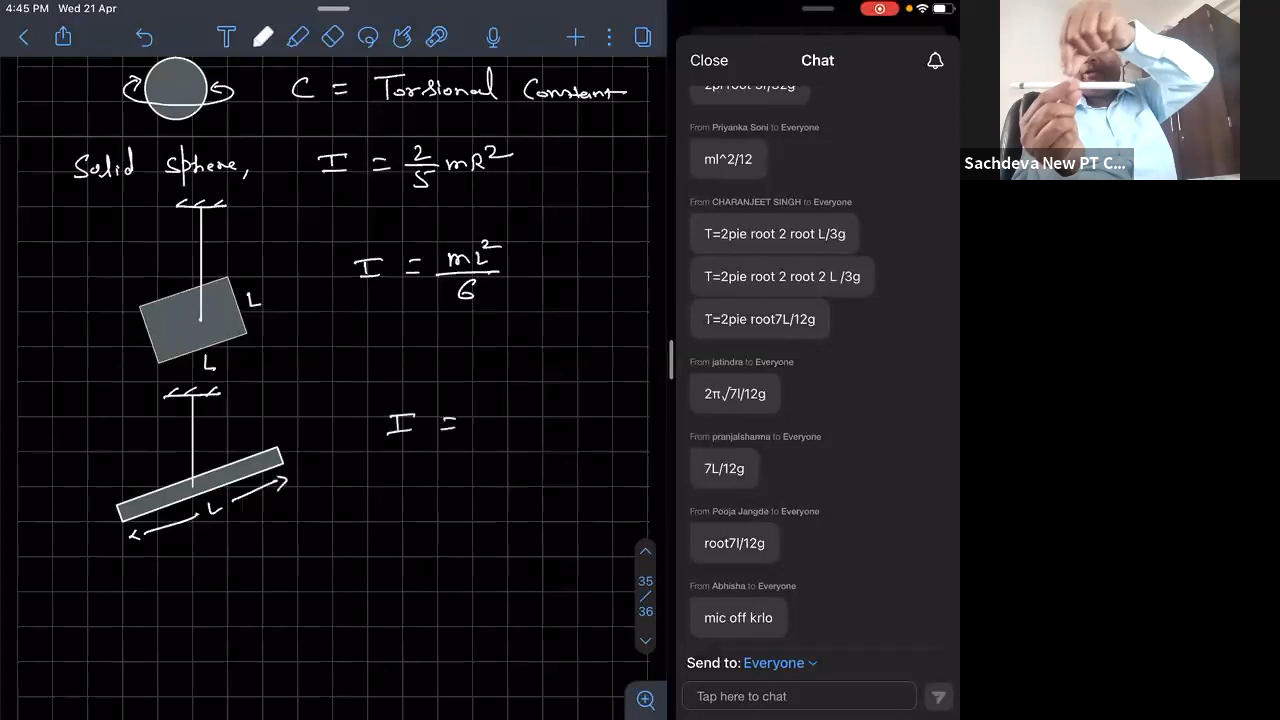 4:45 PM Wed 21 Apr
C = Torsional Constant
Solid sphere, I = 2/5 mR²
I = mL²/6
L
L
I =
L
35
/
36
Close Chat
From Priyanka Soni to Everyone
ml^2/12
From CHARANJEET SINGH to Everyone
T=2pie root 2 root L/3g
T=2pie root 2 root 2 L /3g
T=2pie root7L/12g
From jatindra to Everyone
2π√7l/12g
From pranjalsharma to Everyone
7L/12g
From Pooja Jangde to Everyone
root7l/12g
From Abhisha to Everyone
mic off krlo
Send to: Everyone
Tap here to chat
Sachdeva New PT C...